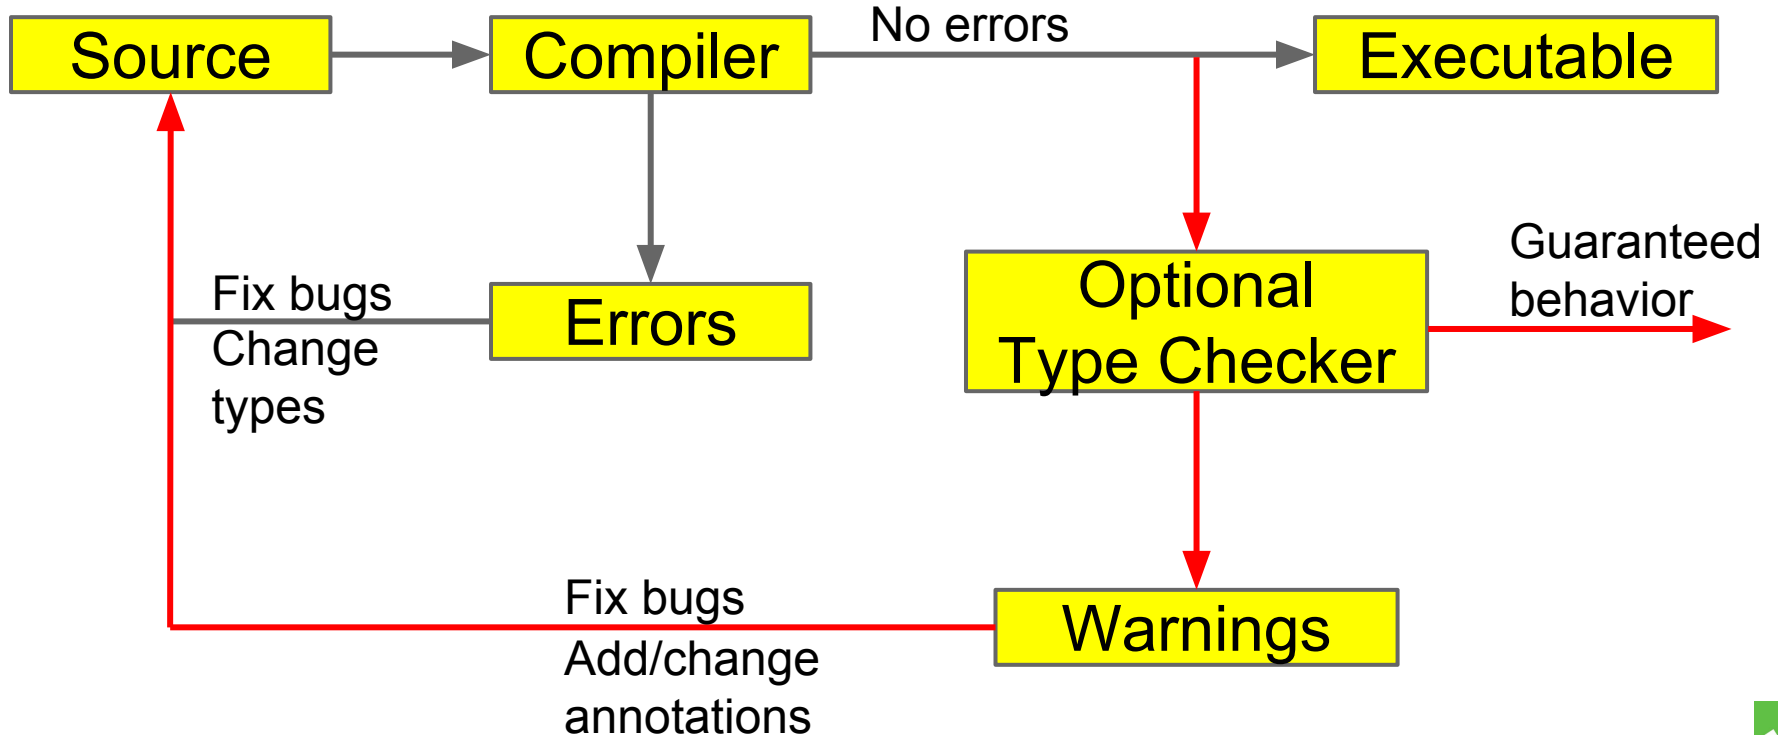 Source
Compiler
No errors
Executable
Fix bugs
Change
types
Errors
Optional
Type Checker
Guaranteed
behavior
Fix bugs
Add/change
annotations
Warnings